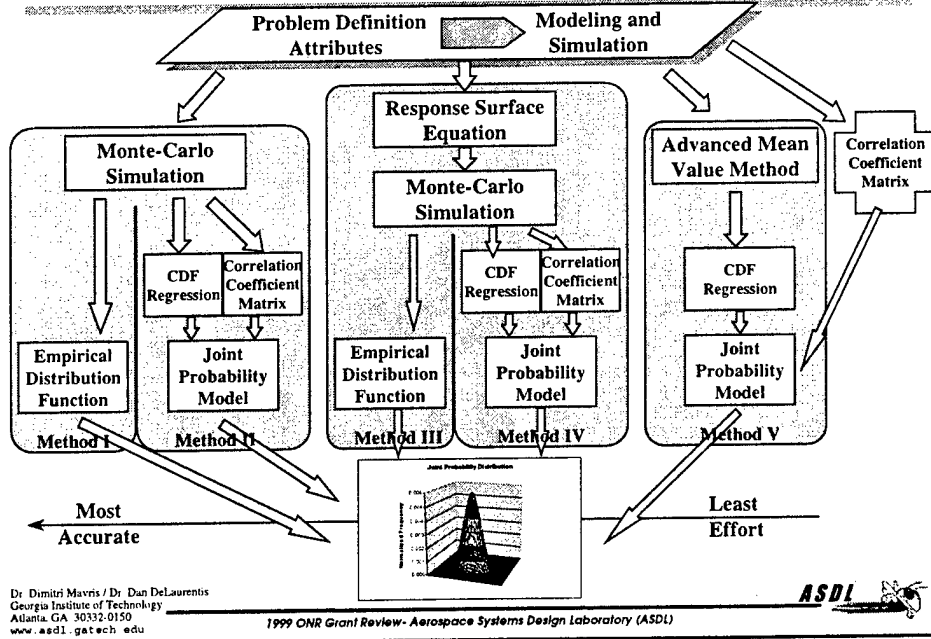 Problem Definition
Attributes
Modeling and
Simulation
Monte-Carlo
Simulation
CDF
Regression
Correlation
Coefficient
Matrix
Empirical
Distribution
Function
Joint
Probability
Model
Method I
Method II
Response Surface
Equation
Monte-Carlo
Simulation
CDF
Regression
Correlation
Coefficient
Matrix
Empirical
Distribution
Function
Joint
Probability
Model
Method III
Method IV
Advanced Mean
Value Method
CDF
Regression
Joint
Probability
Model
Method V
Correlation
Coefficient
Matrix
Most
Accurate
Joint Probability Distribution
Least
Effort
Dr. Dimitri Mavris / Dr. Dan DeLaurentis
Georgia Institute of Technology
Atlanta, GA 30332-0150
www.asdl.gatech edu
1999 ONR Grant Review- Aerospace Systems Design Laboratory (ASDL)
ASDL